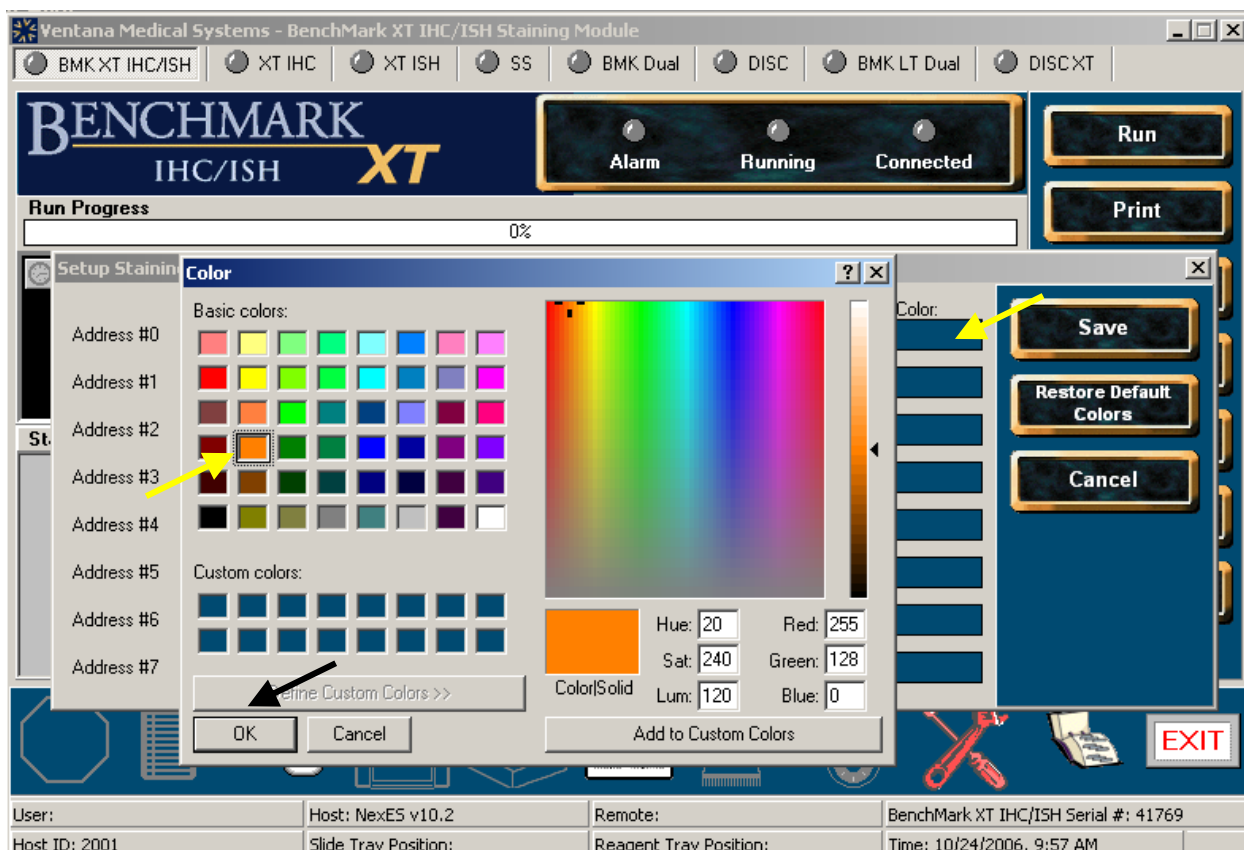 Ventana Medical Systems - BenchMark XT IHC/ISH Staining Module
BMK XT IHC/ISH XT IHC XT ISH SS BMK Dual DISC BMK LT Dual DISC XT
BENCHMARK
IHC/ISH XT
Alarm Running Connected
Run
Print
Run Progress
0%
Setup Stainin
Color
Basic colors:
Color:
Address #0
Address #1
Address #2
Address #3
Address #4
Address #5
Address #6
Address #7
Save
Restore Default
Colors
Cancel
St
Custom colors:
Hue: 20 Red: 255
Sat: 240 Green: 128
Color|Solid Lum: 120 Blue: 0
Custom Colors >>
OK Cancel Add to Custom Colors
EXIT
User: Host: NexES v10.2 Remote: BenchMark XT IHC/ISH Serial #: 41769
Host ID: 2001 Slide Tray Position: Reagent Tray Position: Time: 10/24/2006, 9:57 AM